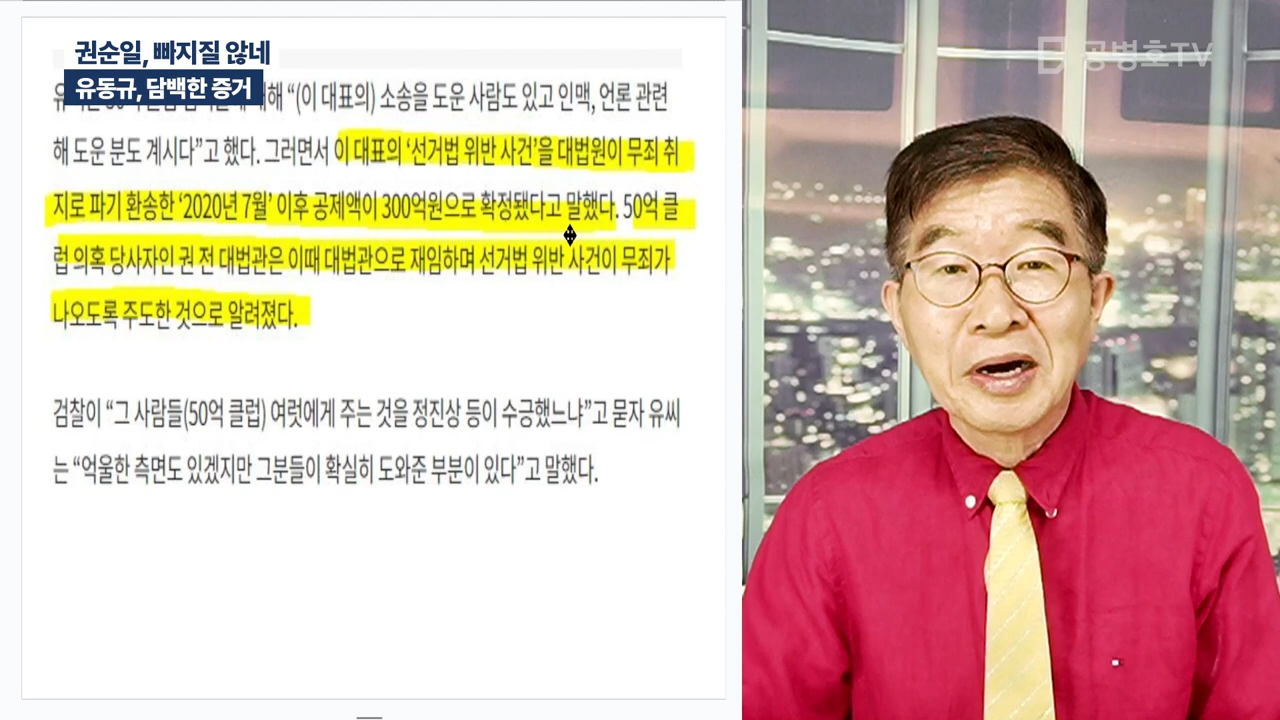 권순일, 빠지질 않네
유동규, 담백한 증거
공병호TV
해 “(이 대표의) 소송을 도운 사람도 있고 인맥, 언론 관련
해 도운 분도 계시다”고 했다. 그러면서 이 대표의 ‘선거법 위반 사건’을 대법원이 무죄 취
지로 파기 환송한 ‘2020년 7월’ 이후 공제액이 300억원으로 확정됐다고 말했다. 50억 클
럽 의혹 당사자인 권 전 대법관은 이때 대법관으로 재임하며 선거법 위반 사건이 무죄가
나오도록 주도한 것으로 알려졌다.
검찰이 “그 사람들(50억 클럽) 여럿에게 주는 것을 정진상 등이 수긍했느냐”고 묻자 유씨
는 “억울한 측면도 있겠지만 그분들이 확실히 도와준 부분이 있다”고 말했다.